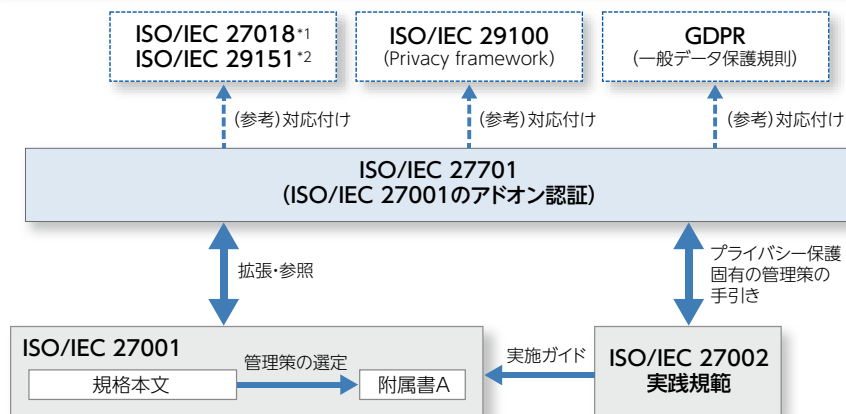 ISO/IEC 27018*1
ISO/IEC 29151*2
ISO/IEC 29100
(Privacy framework)
GDPR
(一般データ保護規則)
(参考)対応付け
(参考)対応付け
(参考)対応付け
ISO/IEC 27701
(ISO/IEC 27001のアドオン認証)
拡張・参照
プライバシー保護
固有の管理策の
手引き
ISO/IEC 27001
規格本文
管理策の選定
附属書A
実施ガイド
ISO/IEC 27002
実践規範